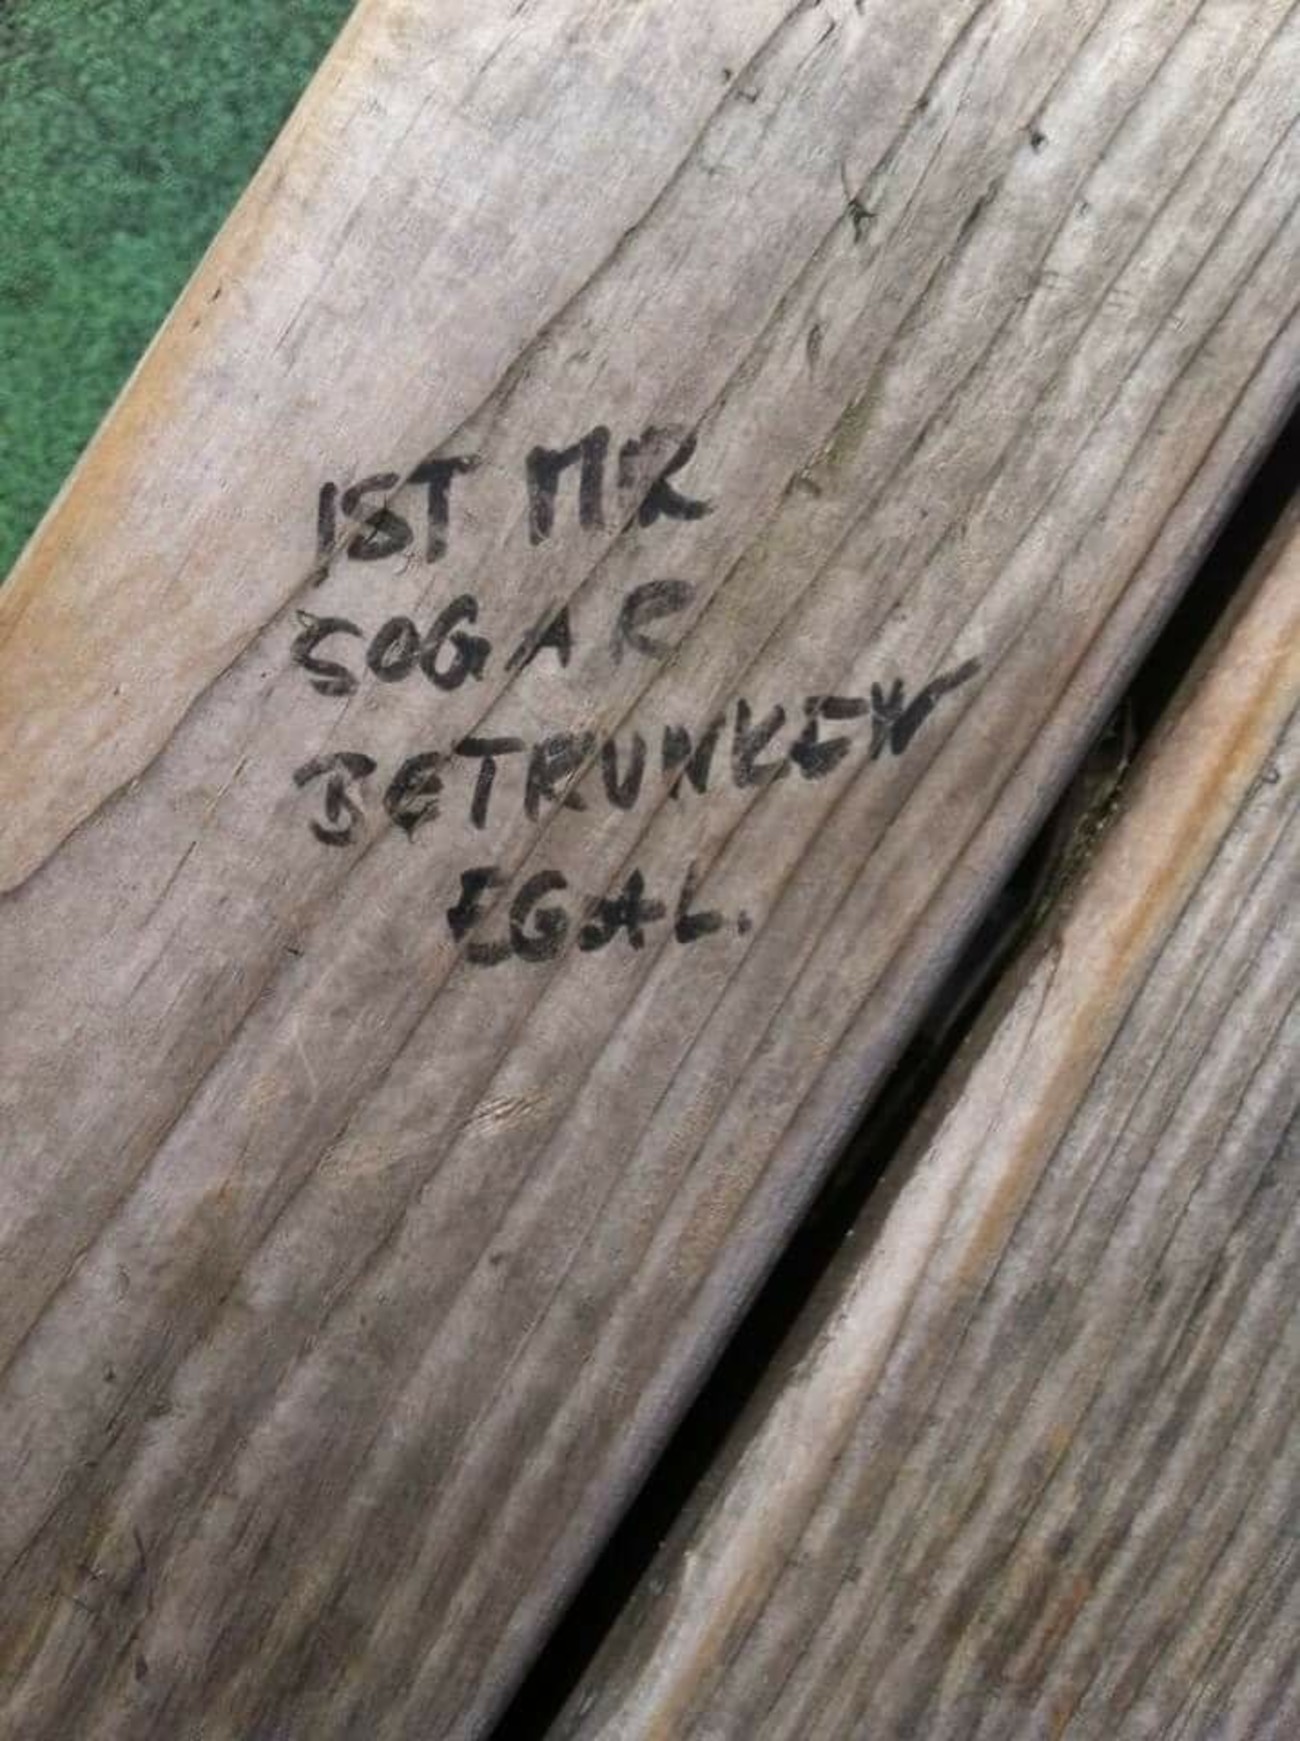 IST MIR
SOGAR
BETRUNKEN
EGAL.